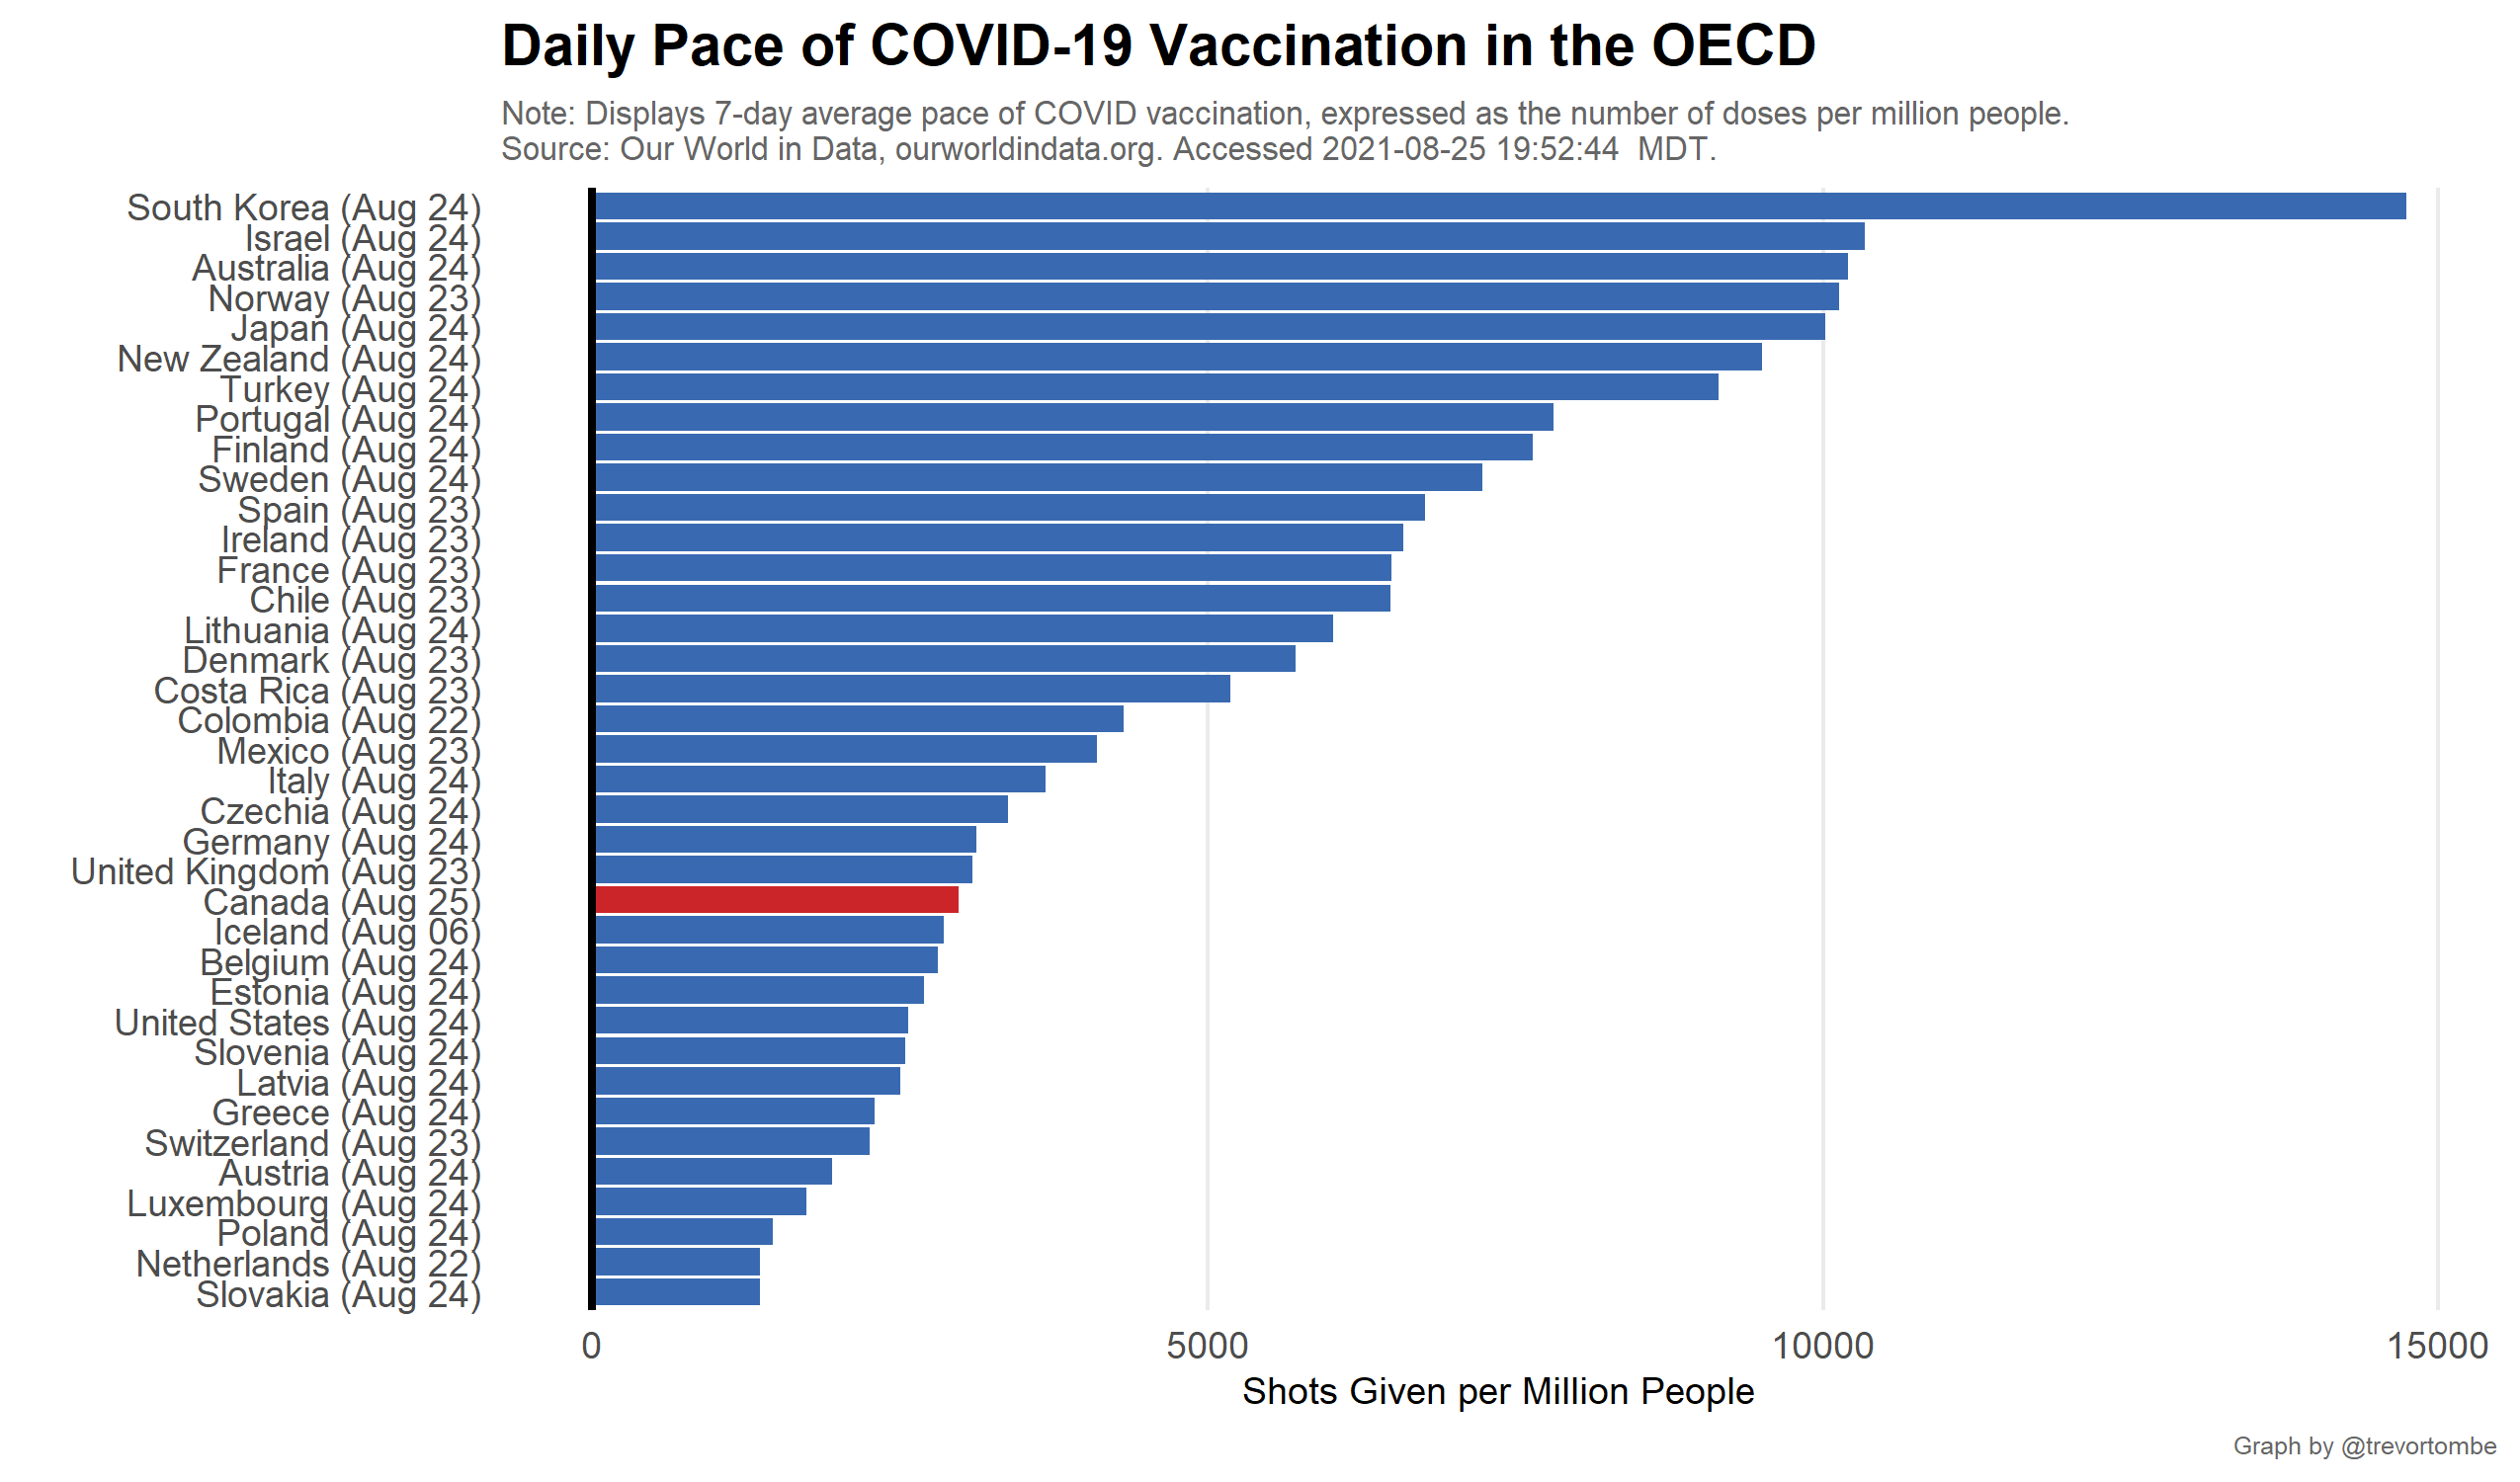 Daily Pace of COVID-19 Vaccination in the OECD
Note: Displays 7-day average pace of COVID vaccination, expressed as the number of doses per million people.
Source: Our World in Data, ourworldindata.org. Accessed 2021-08-25 19:52:44  MDT.
South Korea (Aug 24)
Israel (Aug 24)
Australia (Aug 24)
Norway (Aug 23)
Japan (Aug 24)
New Zealand (Aug 24)
Turkey (Aug 24)
Portugal (Aug 24)
Finland (Aug 24)
Sweden (Aug 24)
Spain (Aug 23)
Ireland (Aug 23)
France (Aug 23)
Chile (Aug 23)
Lithuania (Aug 24)
Denmark (Aug 23)
Costa Rica (Aug 23)
Colombia (Aug 22)
Mexico (Aug 23)
Italy (Aug 24)
Czechia (Aug 24)
Germany (Aug 24)
United Kingdom (Aug 23)
Canada (Aug 25)
Iceland (Aug 06)
Belgium (Aug 24)
Estonia (Aug 24)
United States (Aug 24)
Slovenia (Aug 24)
Latvia (Aug 24)
Greece (Aug 24)
Switzerland (Aug 23)
Austria (Aug 24)
Luxembourg (Aug 24)
Poland (Aug 24)
Netherlands (Aug 22)
Slovakia (Aug 24)
0 5000 10000 15000
Shots Given per Million People
Graph by @trevortombe